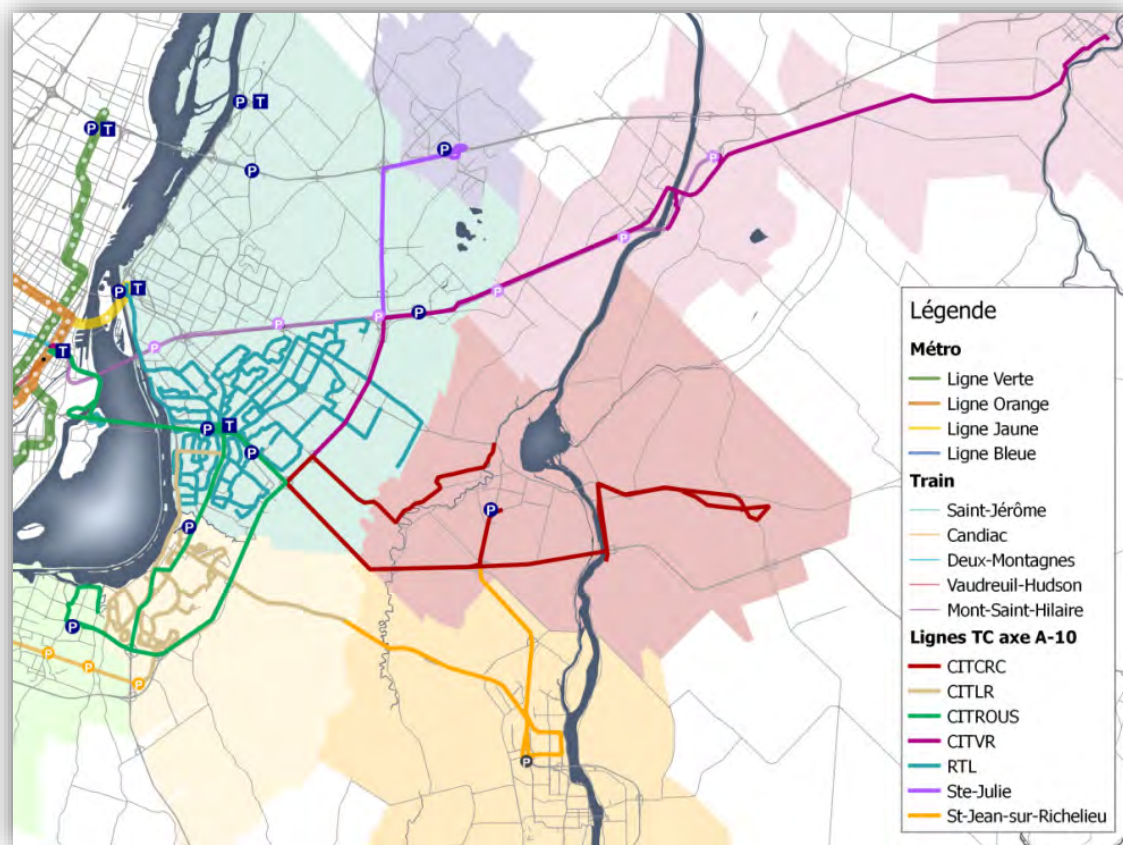 P T
P T
P
P
P T
P
P
P
P
P
P
P
T
P T
P
P
P
P
P
P
P
P
Légende
Métro
Ligne Verte
Ligne Orange
Ligne Jaune
Ligne Bleue
Train
Saint-Jérôme
Candiac
Deux-Montagnes
Vaudreuil-Hudson
Mont-Saint-Hilaire
Lignes TC axe A-10
CITCRC
CITLR
CITROUS
CITVR
RTL
Ste-Julie
St-Jean-sur-Richelieu